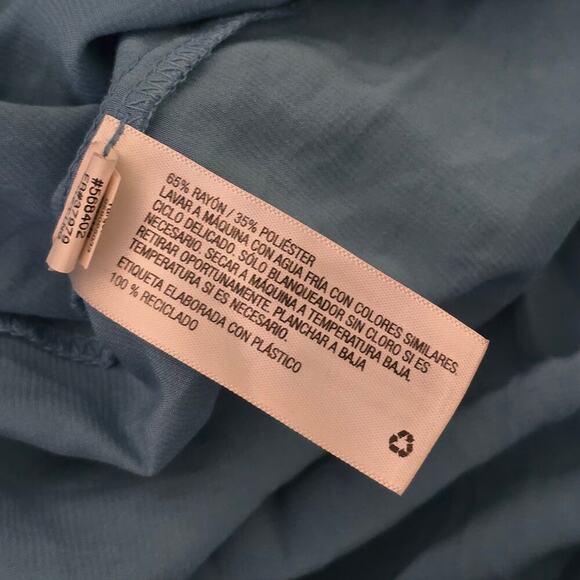 65% RAYÓN / 35% POLIÉSTER
LAVAR A MÁQUINA CON AGUA FRÍA CON COLORES SIMILARES,
CICLO DELICADO. SÓLO BLANQUEADOR SIN CLORO SI ES
NECESARIO. SECAR A MÁQUINA A TEMPERATURA BAJA.
RETIRAR OPORTUNAMENTE. PLANCHAR A BAJA
TEMPERATURA SI ES NECESARIO.
ETIQUETA ELABORADA CON PLÁSTICO
100 % RECICLADO
#568402